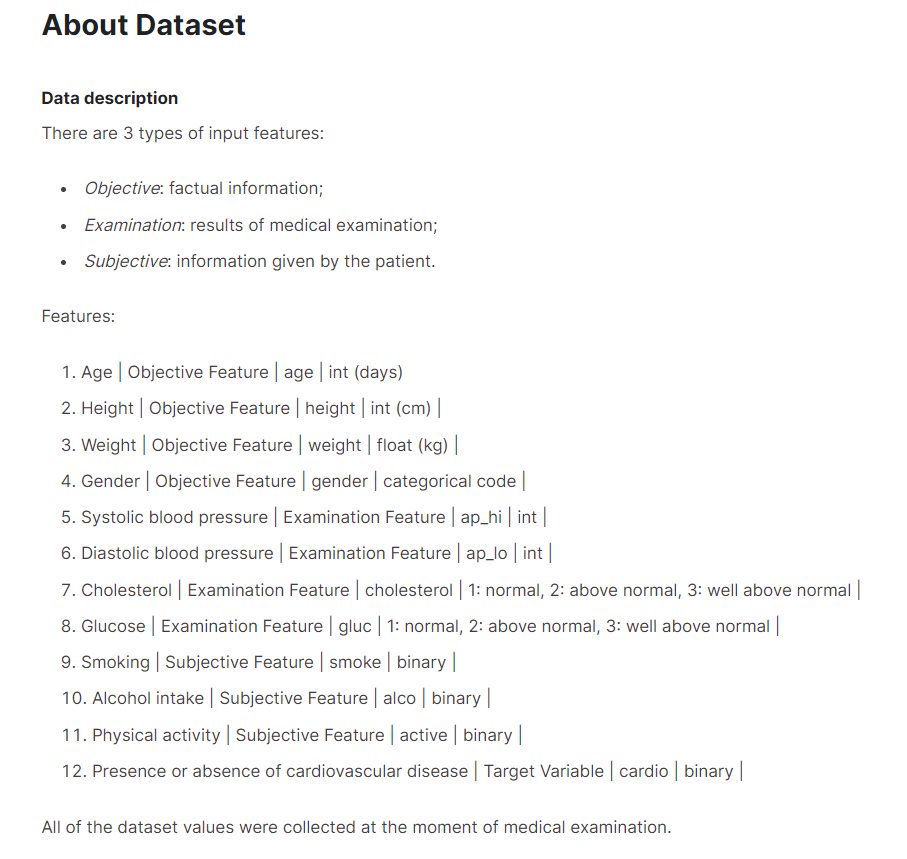 About Dataset
Data description
There are 3 types of input features:
• Objective: factual information;
• Examination: results of medical examination;
• Subjective: information given by the patient.
Features:
1. Age | Objective Feature | age | int (days)
2. Height | Objective Feature | height | int (cm) |
3. Weight | Objective Feature | weight | float (kg) |
4. Gender | Objective Feature | gender | categorical code |
5. Systolic blood pressure | Examination Feature | ap_hi | int |
6. Diastolic blood pressure | Examination Feature | ap_lo | int |
7. Cholesterol | Examination Feature | cholesterol | 1: normal, 2: above normal, 3: well above normal |
8. Glucose | Examination Feature | gluc | 1: normal, 2: above normal, 3: well above normal |
9. Smoking | Subjective Feature | smoke | binary |
10. Alcohol intake | Subjective Feature | alco | binary |
11. Physical activity | Subjective Feature | active | binary |
12. Presence or absence of cardiovascular disease | Target Variable | cardio | binary |
All of the dataset values were collected at the moment of medical examination.